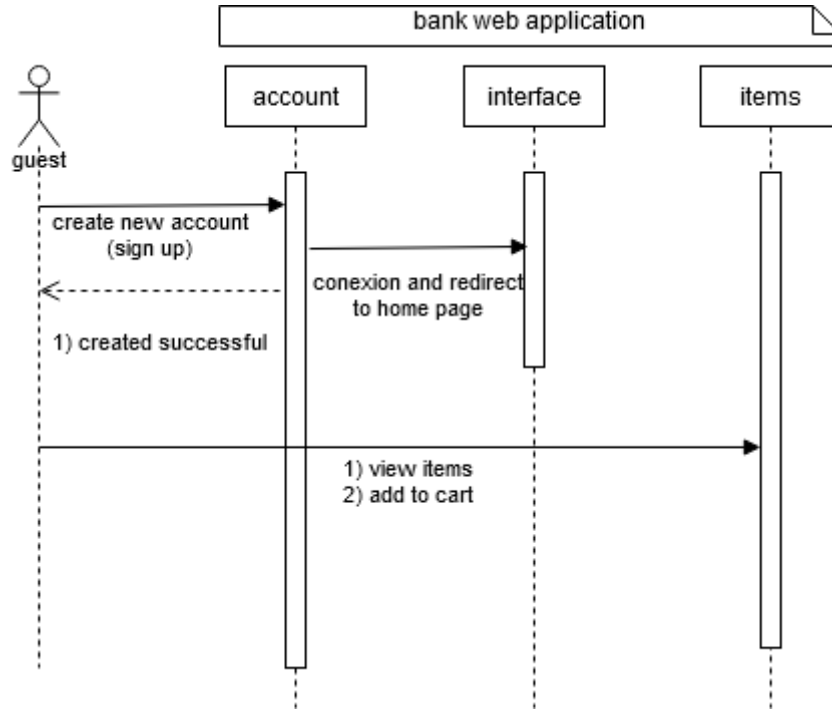 bank web application
account
interface
items
guest
create new account
(sign up)
conexion and redirect
to home page
1) created successful
1) view items
2) add to cart